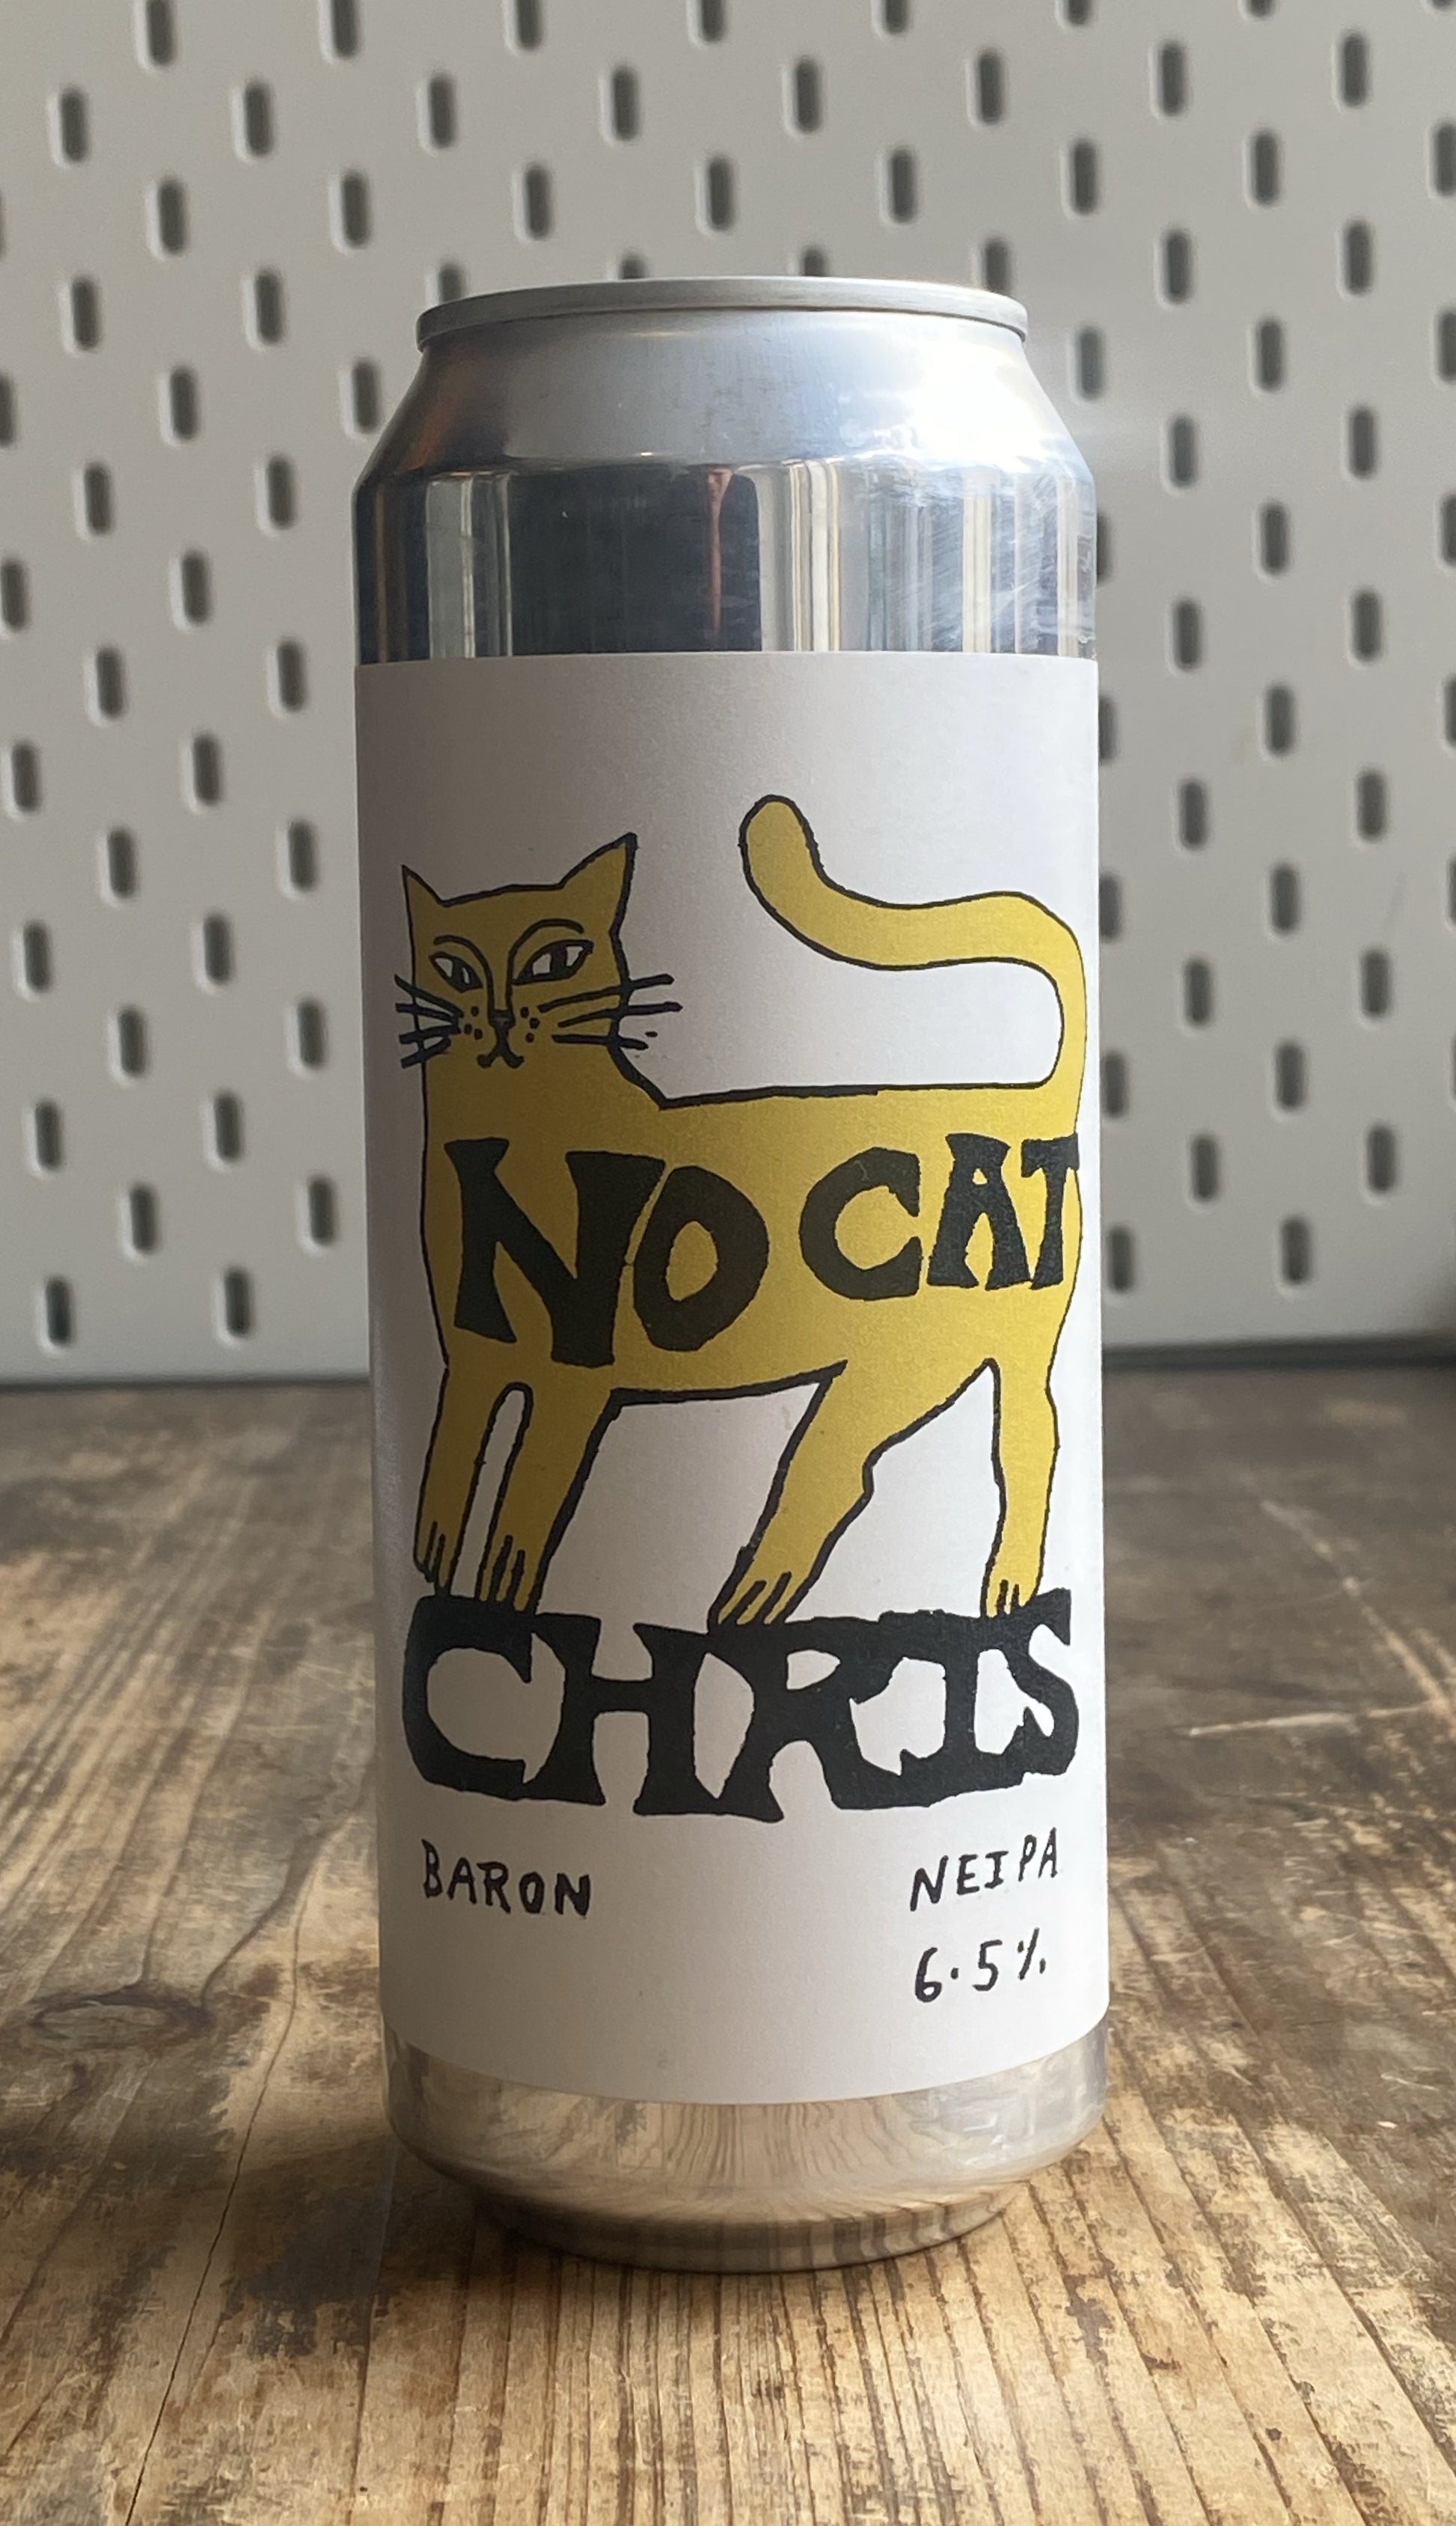 NO CAT
CHRIS
BARON
NEIPA
6.5%